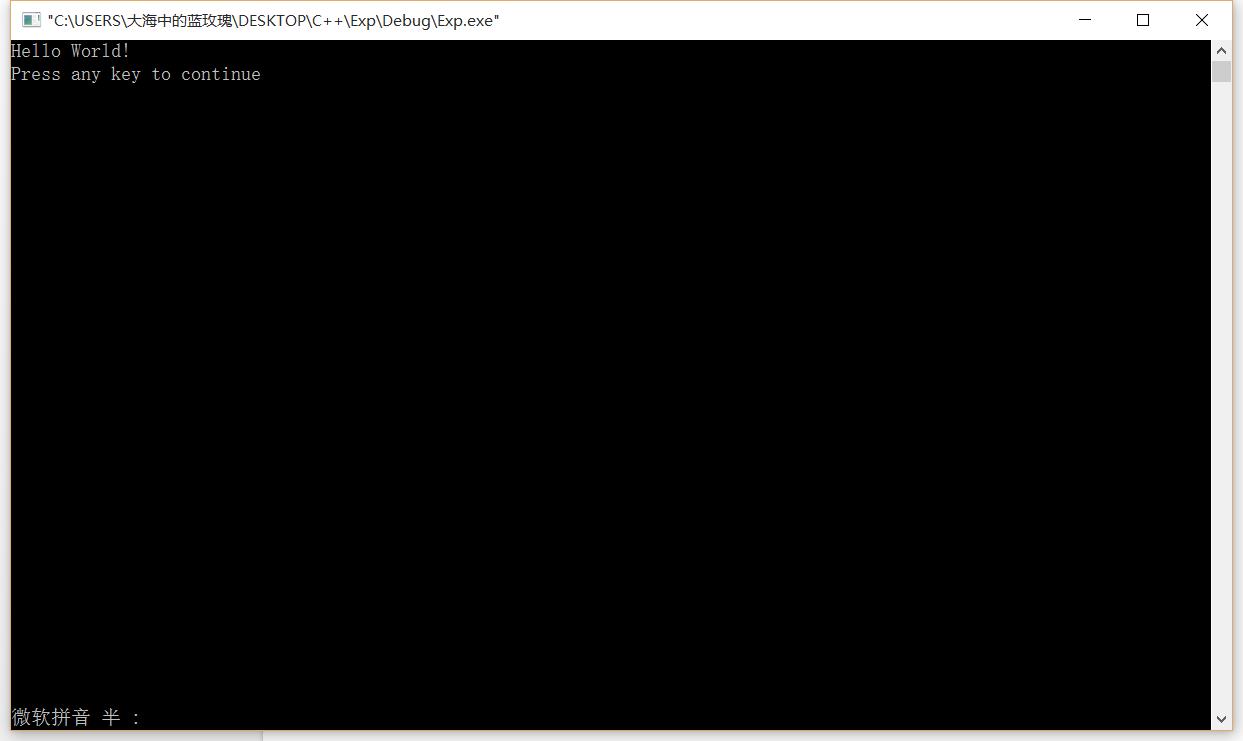 "C:\USERS\大海中的蓝玫瑰\DESKTOP\C++\Exp\Debug\Exp.exe"
Hello World!
Press any key to continue
微软拼音 半 :